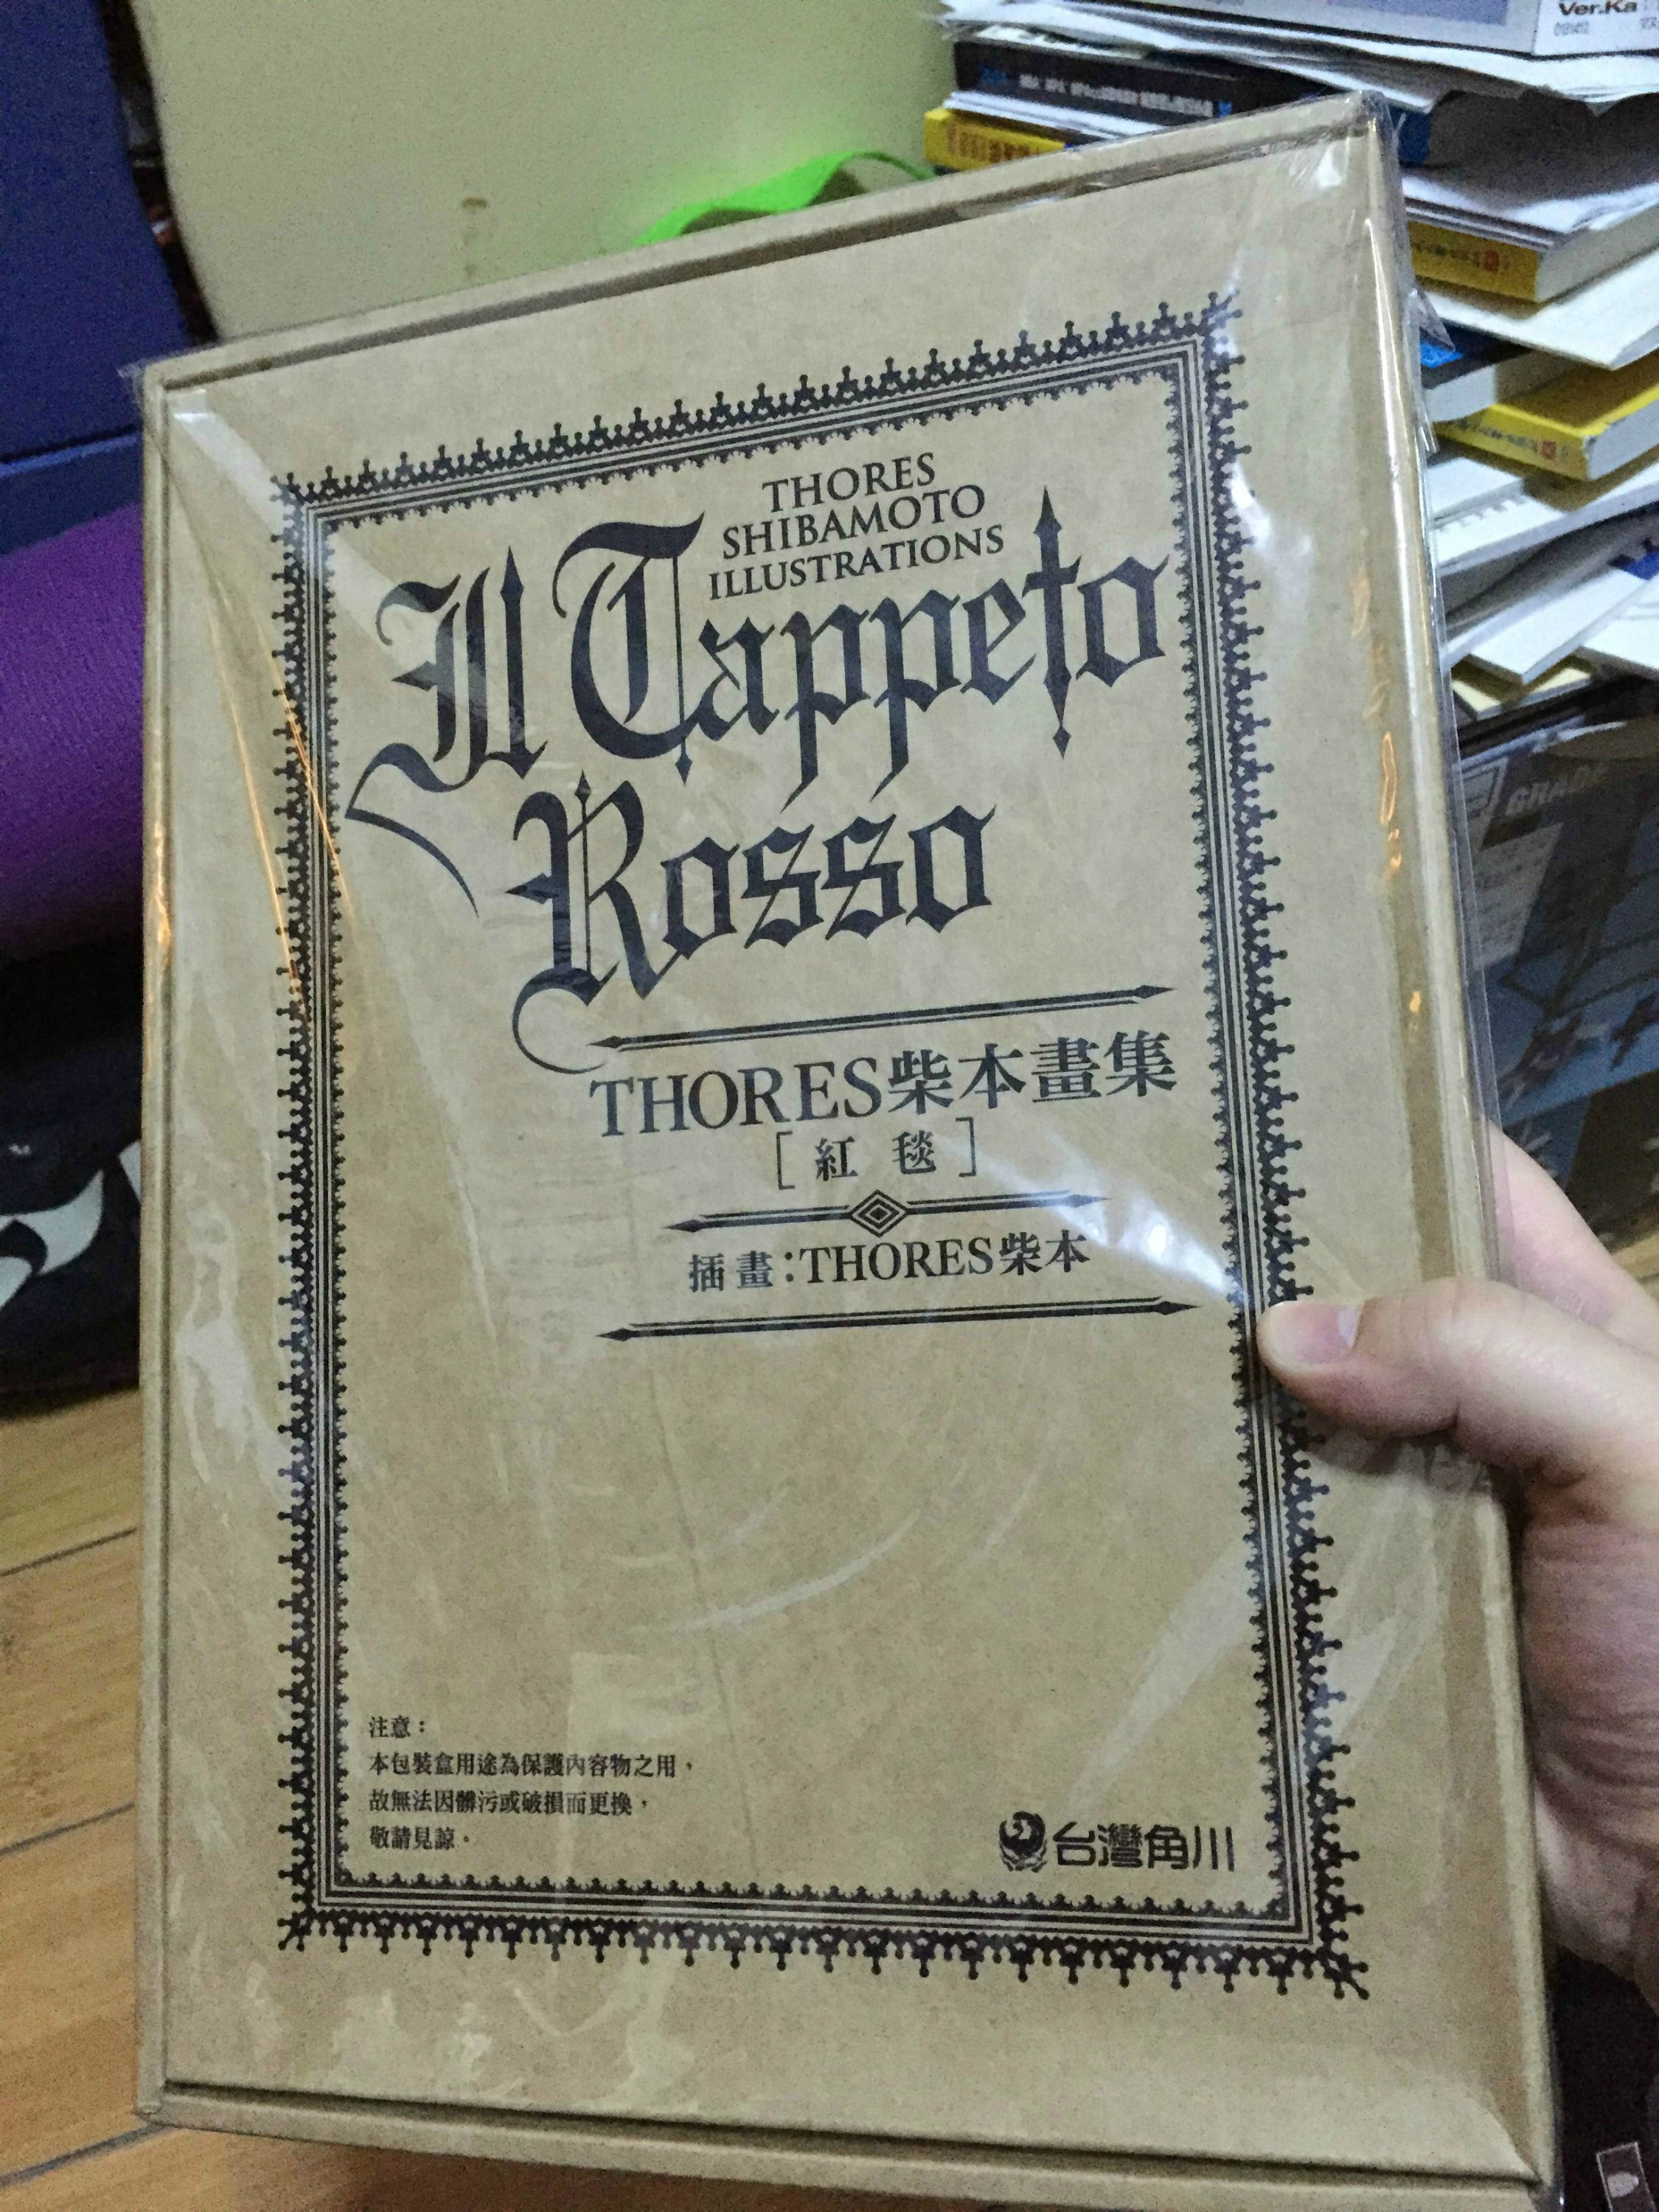 Ver.Ka
THORES
SHIBAMOTO
ILLUSTRATIONS
Il Tappeto
Rosso
THORES柴本畫集
[紅毯]
插畫：THORES柴本
注意：
本包裝盒用途為保護內容物之用，
故無法因髒污或破損而更換，
敬請見諒。
台灣角川
GRADE